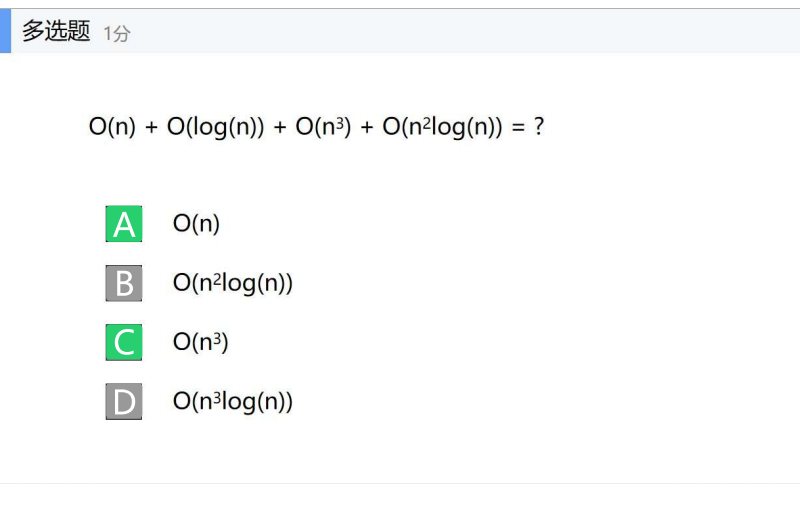 多选题 1分
O(n) + O(log(n)) + O(n³) + O(n²log(n)) = ?
A O(n)
B O(n²log(n))
C O(n³)
D O(n³log(n))